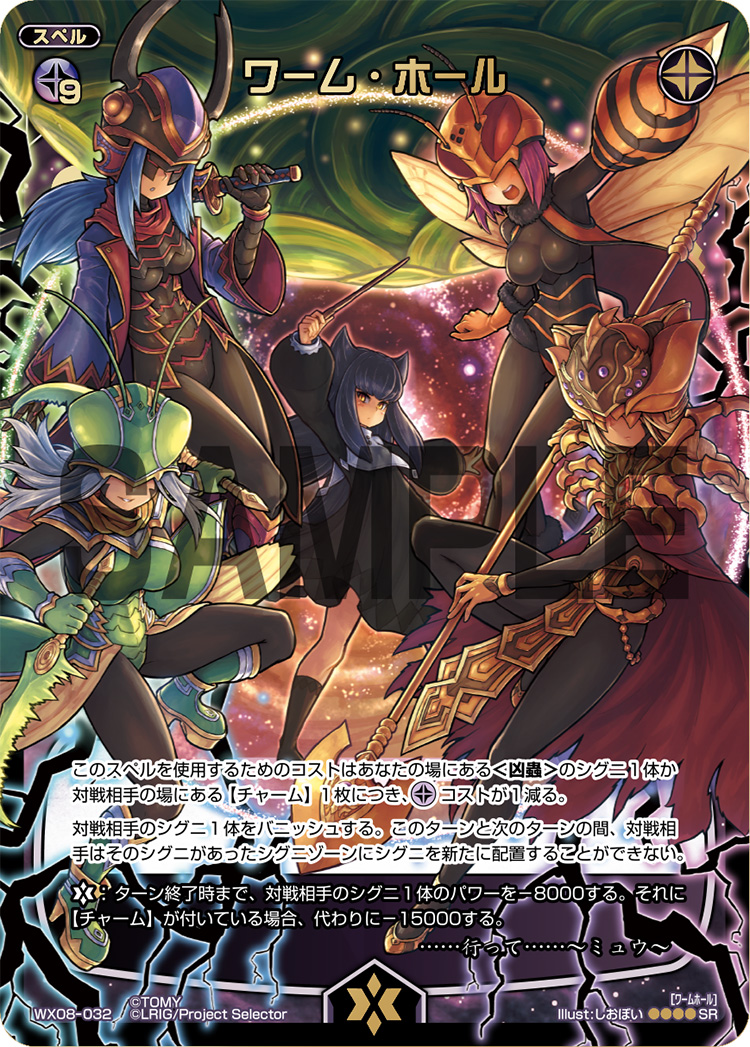 スペル
9
ワーム・ホール
SAMPLE
このスペルを使用するためのコストはあなたの場にある＜凶蟲＞のシグニ１体か
対戦相手の場にある【チャーム】１枚につき、コストが１減る。
対戦相手のシグニ１体をバニッシュする。このターンと次のターンの間、対戦相
手はそのシグニがあったシグニゾーンにシグニを新たに配置することができない。
：ターン終了時まで、対戦相手のシグニ１体のパワーを－8000する。それに
【チャーム】が付いている場合、代わりに－15000する。
……行って……～ミュウ～
WX08-032
©TOMY
©LRIG/Project Selector
[ワームホール]
Illust:しおぼい
SR